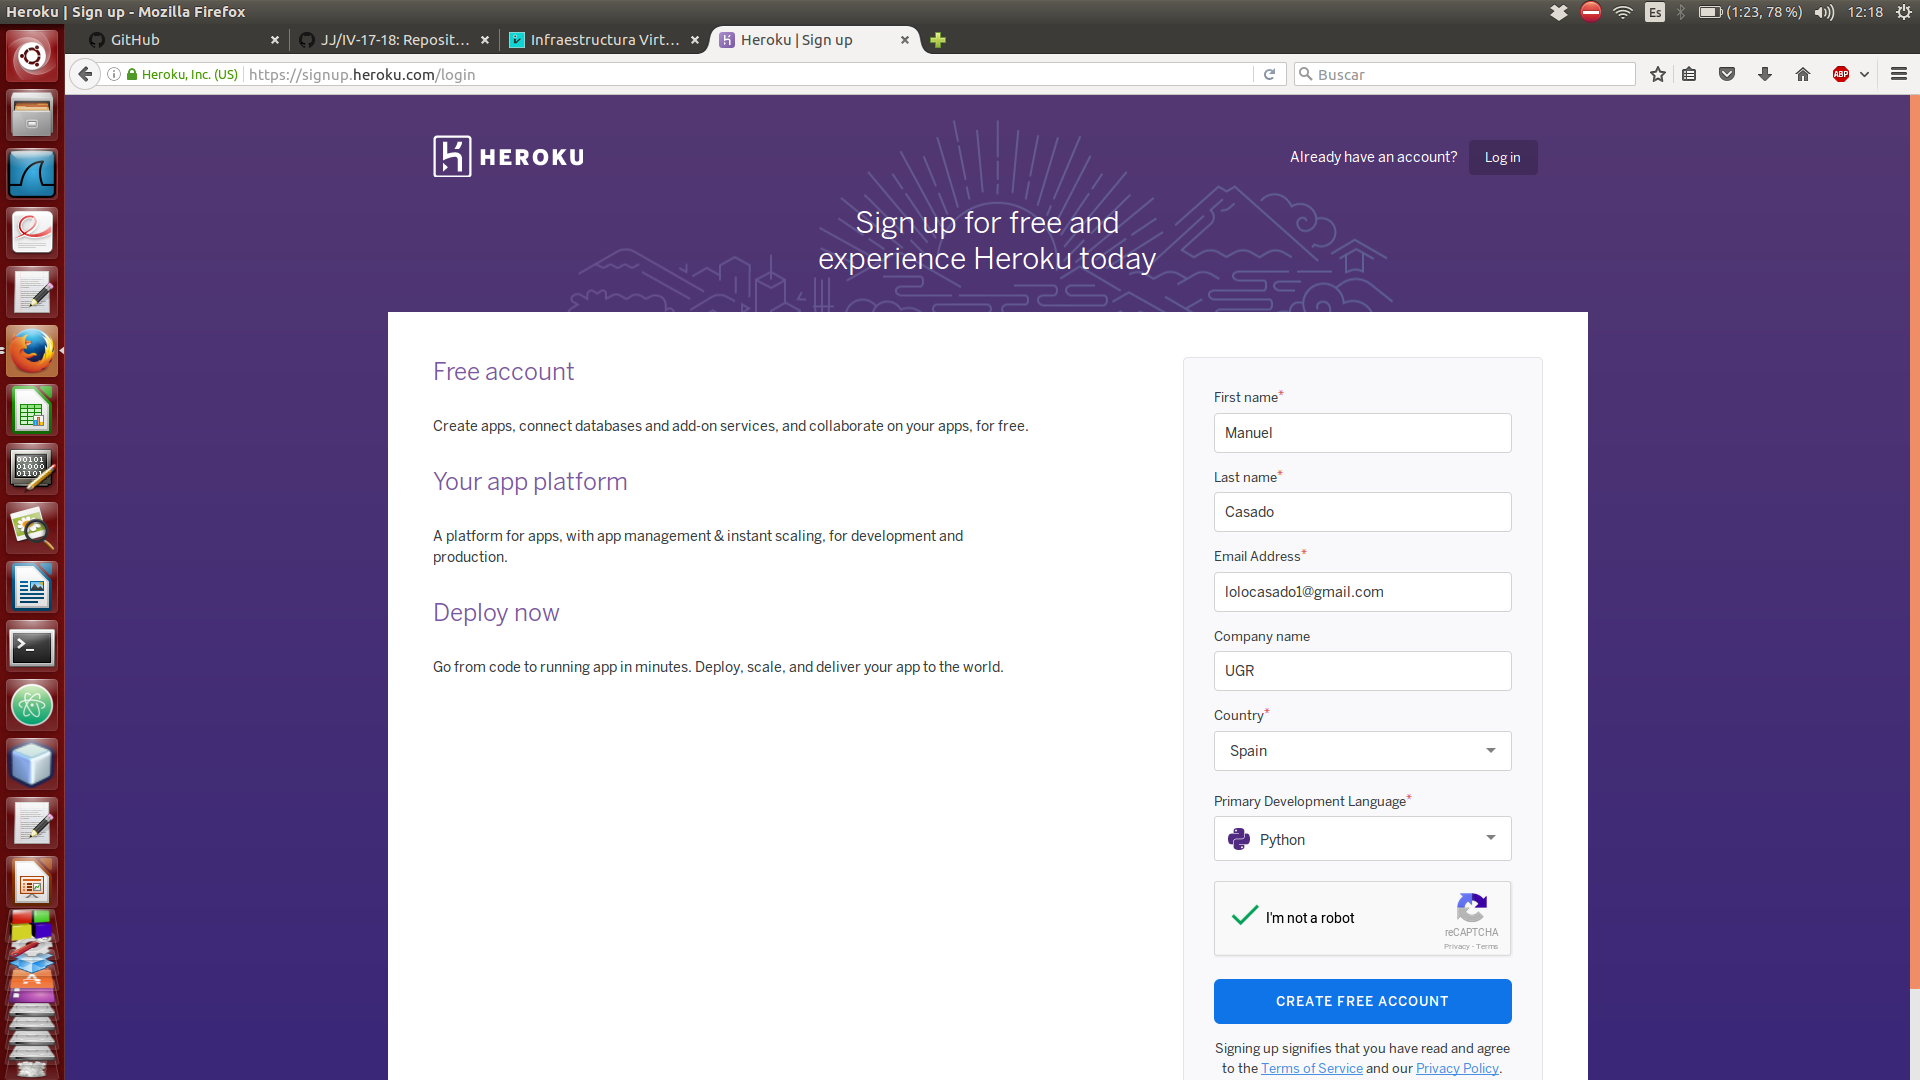 Heroku | Sign up - Mozilla Firefox
Es
(1:23, 78 %)
12:18
GitHub
JJ/IV-17-18: Reposit...
Infraestructura Virt...
Heroku | Sign up
Heroku, Inc. (US)
https://signup.heroku.com/login
Buscar
ABP
HEROKU
Already have an account?
Log in
Sign up for free and
experience Heroku today
Free account
Create apps, connect databases and add-on services, and collaborate on your apps, for free.
Your app platform
A platform for apps, with app management & instant scaling, for development and
production.
Deploy now
Go from code to running app in minutes. Deploy, scale, and deliver your app to the world.
First name*
Manuel
Last name*
Casado
Email Address*
lolocasado1@gmail.com
Company name
UGR
Country*
Spain
Primary Development Language*
Python
I'm not a robot
reCAPTCHA
Privacy - Terms
CREATE FREE ACCOUNT
Signing up signifies that you have read and agree
to the Terms of Service and our Privacy Policy.